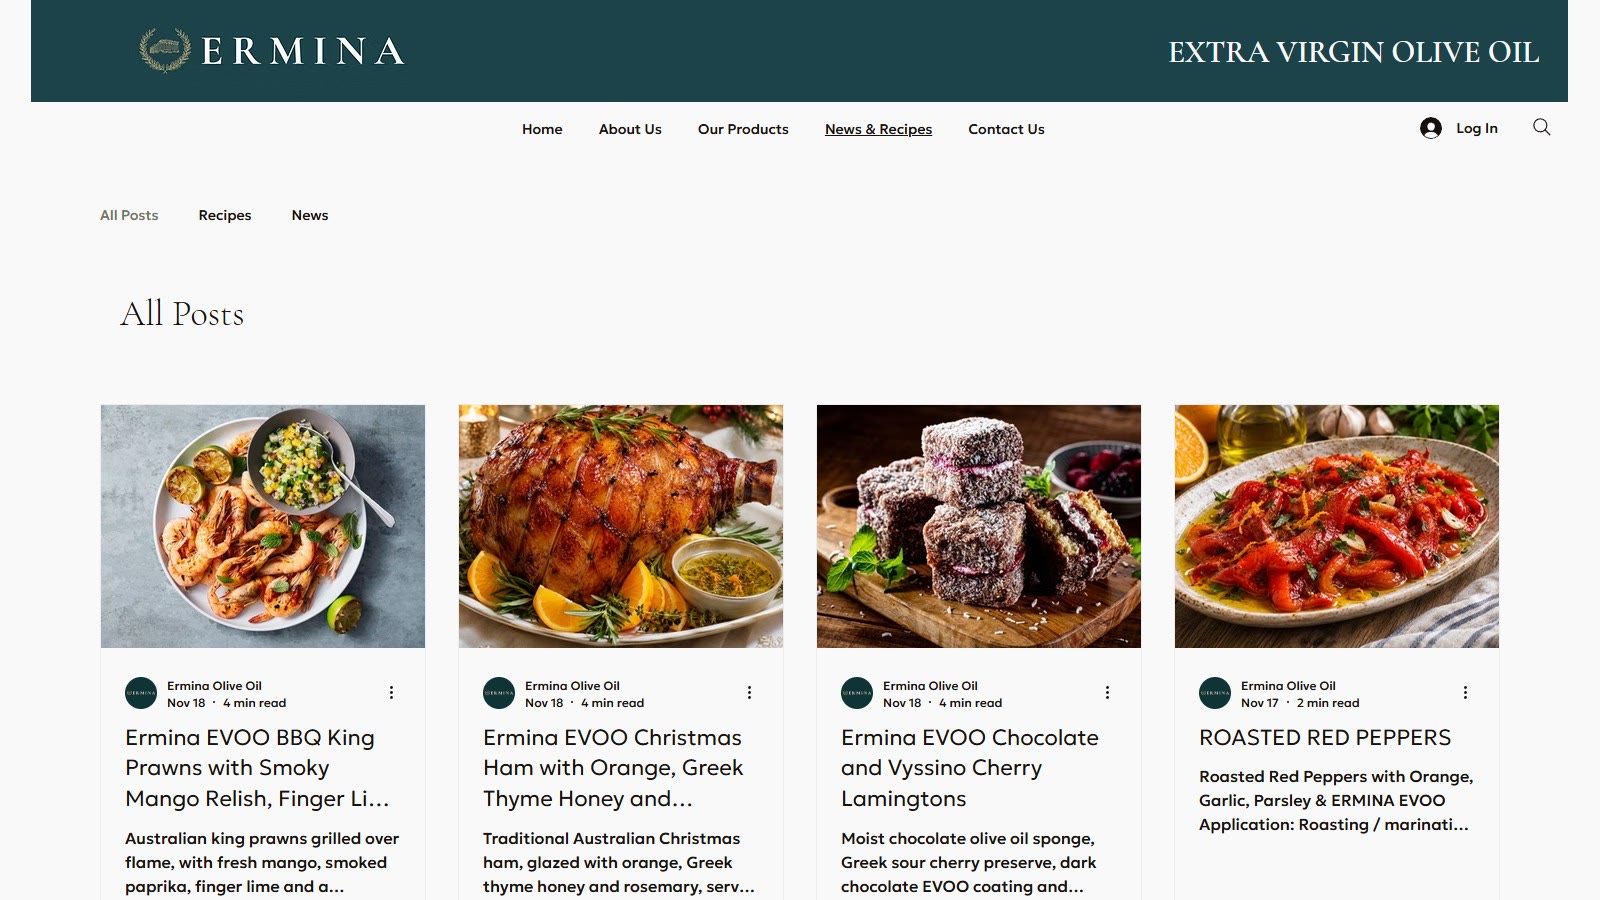 ERMINA
EXTRA VIRGIN OLIVE OIL
Home
About Us
Our Products
News & Recipes
Contact Us
Log In
All Posts
Recipes
News
All Posts
ERMINA
Ermina Olive Oil
Nov 18 · 4 min read
Ermina EVOO BBQ King
Prawns with Smoky
Mango Relish, Finger Li...
Australian king prawns grilled over
flame, with fresh mango, smoked
paprika, finger lime and a...
ERMINA
Ermina Olive Oil
Nov 18 · 4 min read
Ermina EVOO Christmas
Ham with Orange, Greek
Thyme Honey and...
Traditional Australian Christmas
ham, glazed with orange, Greek
thyme honey and rosemary, serv...
ERMINA
Ermina Olive Oil
Nov 18 · 4 min read
Ermina EVOO Chocolate
and Vyssino Cherry
Lamingtons
Moist chocolate olive oil sponge,
Greek sour cherry preserve, dark
chocolate EVOO coating and...
ERMINA
Ermina Olive Oil
Nov 17 · 2 min read
ROASTED RED PEPPERS
Roasted Red Peppers with Orange,
Garlic, Parsley & ERMINA EVOO
Application: Roasting / marinati...